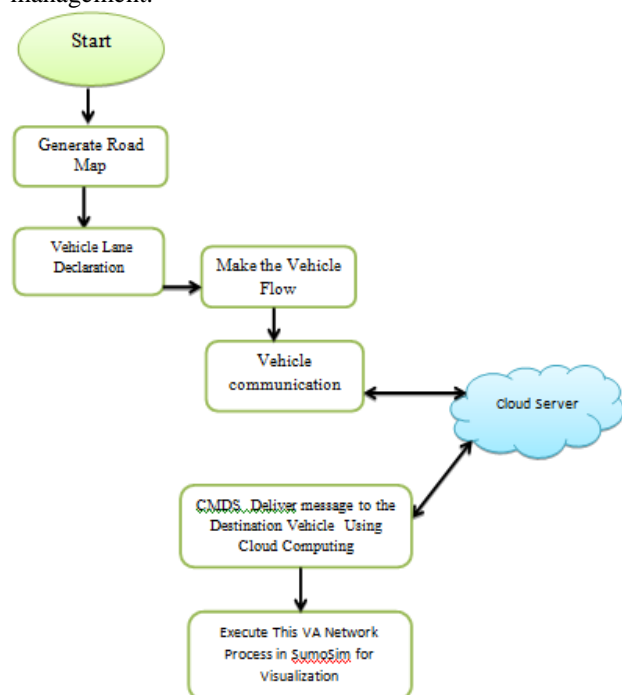 management.
Start
Generate Road
Map
Vehicle Lane
Declaration
Make the Vehicle
Flow
Vehicle
communication
Cloud Server
CMDS Deliver message to the
Destination Vehicle Using
Cloud Computing
Execute This VA Network
Process in SumoSim for
Visualization